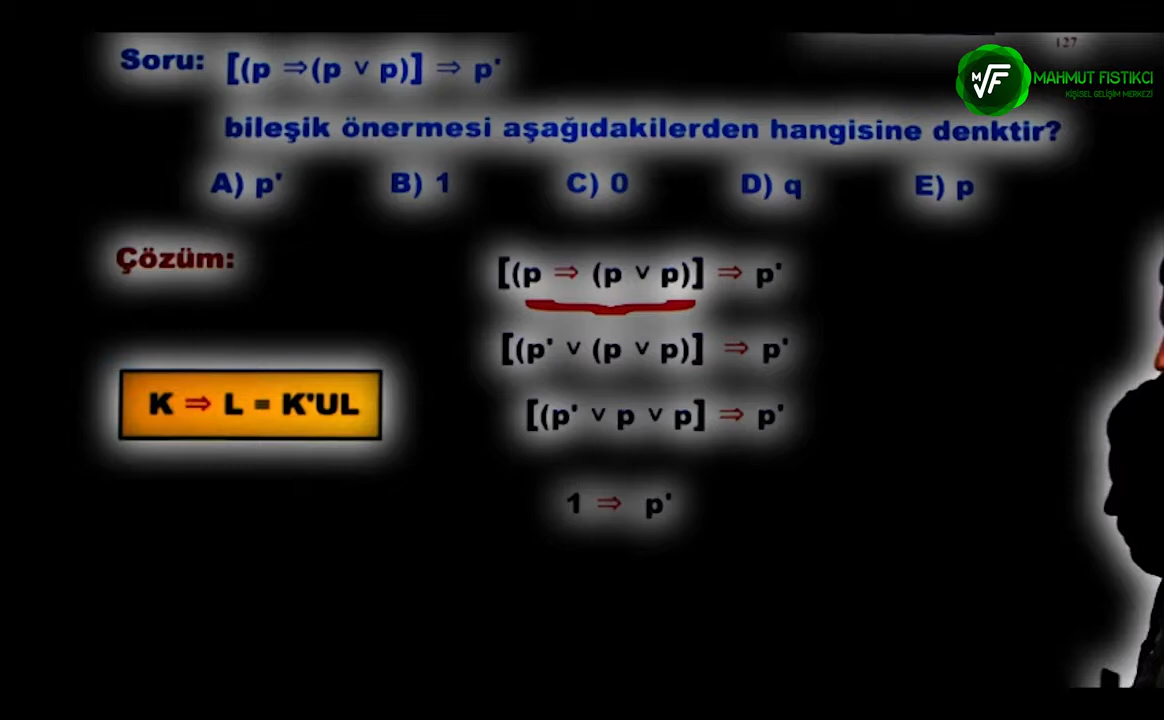 127
MAHMUT FISTIKCI
KİŞİSEL GELİŞİM MERKEZİ
Soru: [(p ⇒(p ∨ p)] ⇒ p'
bileşik önermesi aşağıdakilerden hangisine denktir?
A) p' B) 1 C) 0 D) q E) p
Çözüm:
[(p ⇒ (p ∨ p)] ⇒ p'
[(p' ∨ (p ∨ p)] ⇒ p'
K ⇒ L = K'UL
[(p' ∨ p ∨ p] ⇒ p'
1 ⇒ p'